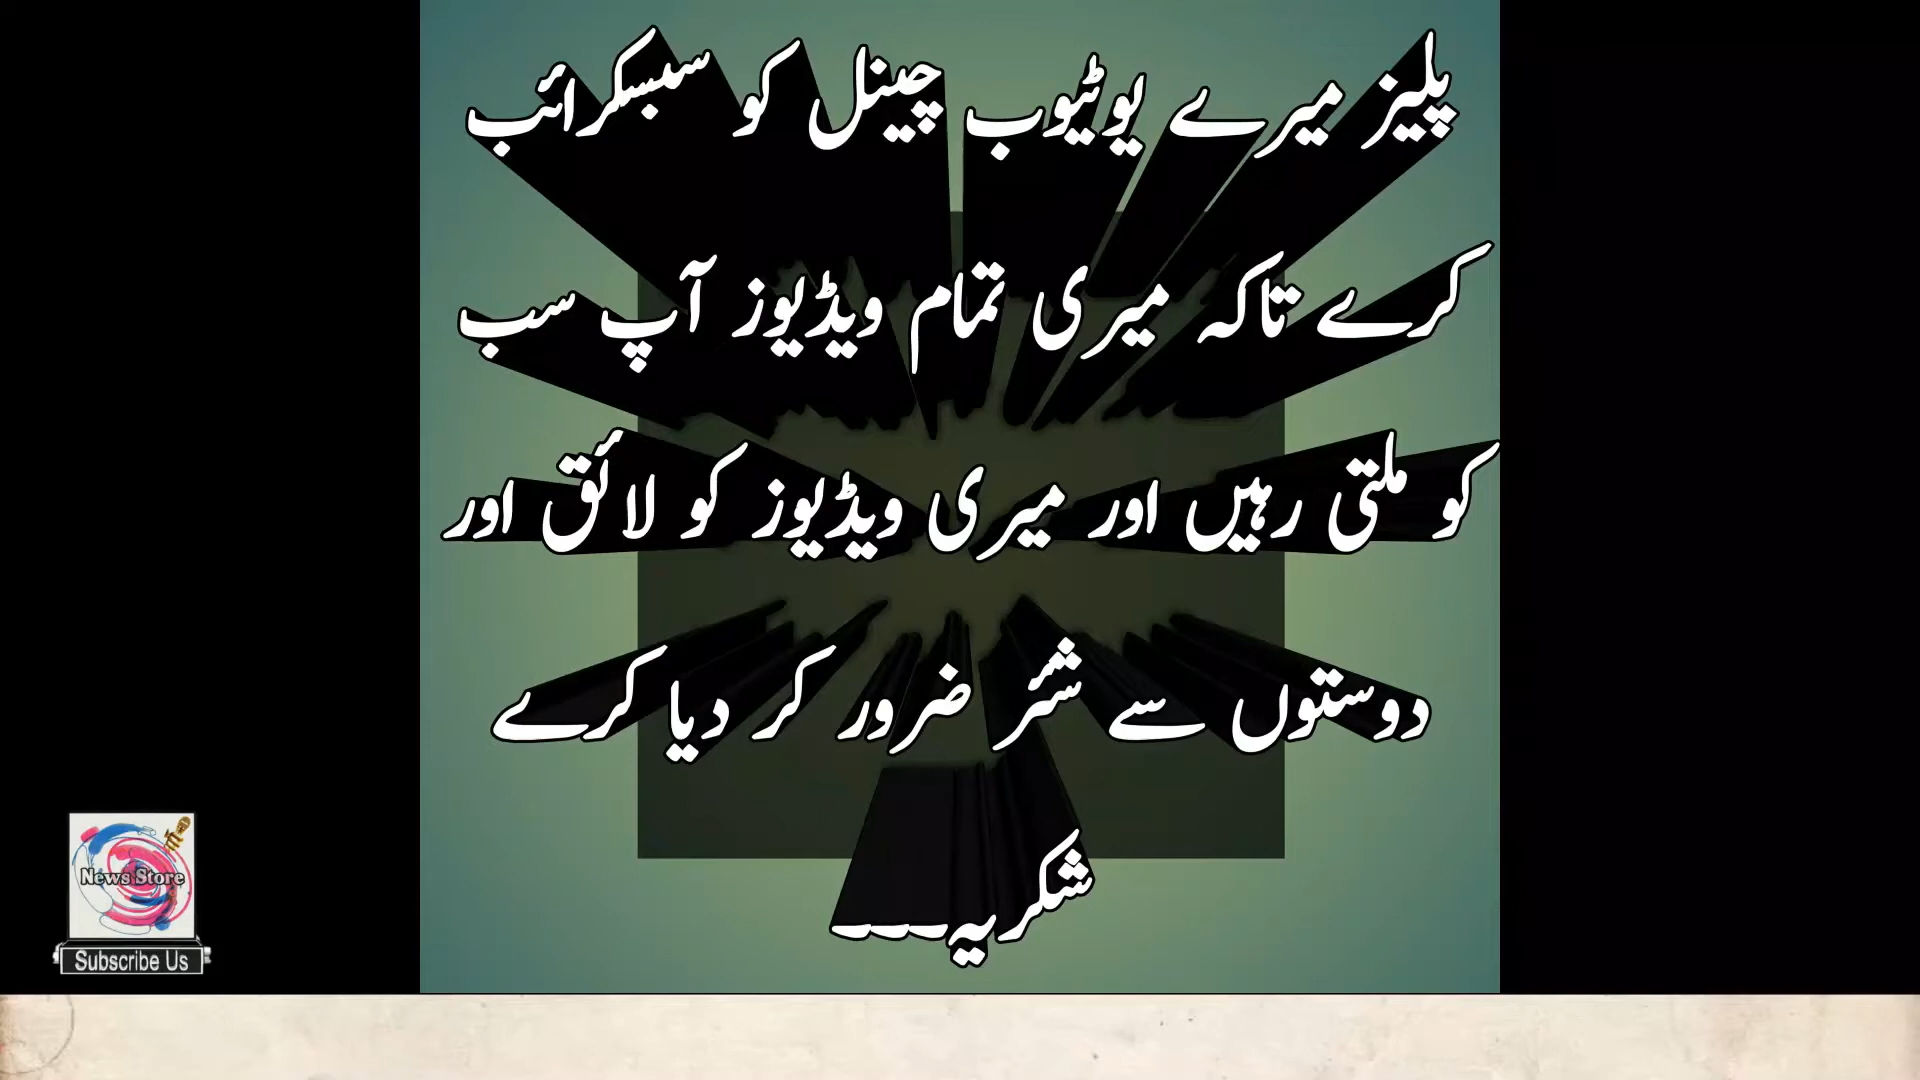 پلیز میرے یوٹیوب چینل کو سبسکرائب
کرے تاکہ میری تمام ویڈیوز آپ سب
کو ملتی رہیں اور میری ویڈیوز کو لائق اور
دوستوں سے شئر ضرور کر دیا کرے
شکریہ۔۔۔
News Store
Subscribe Us